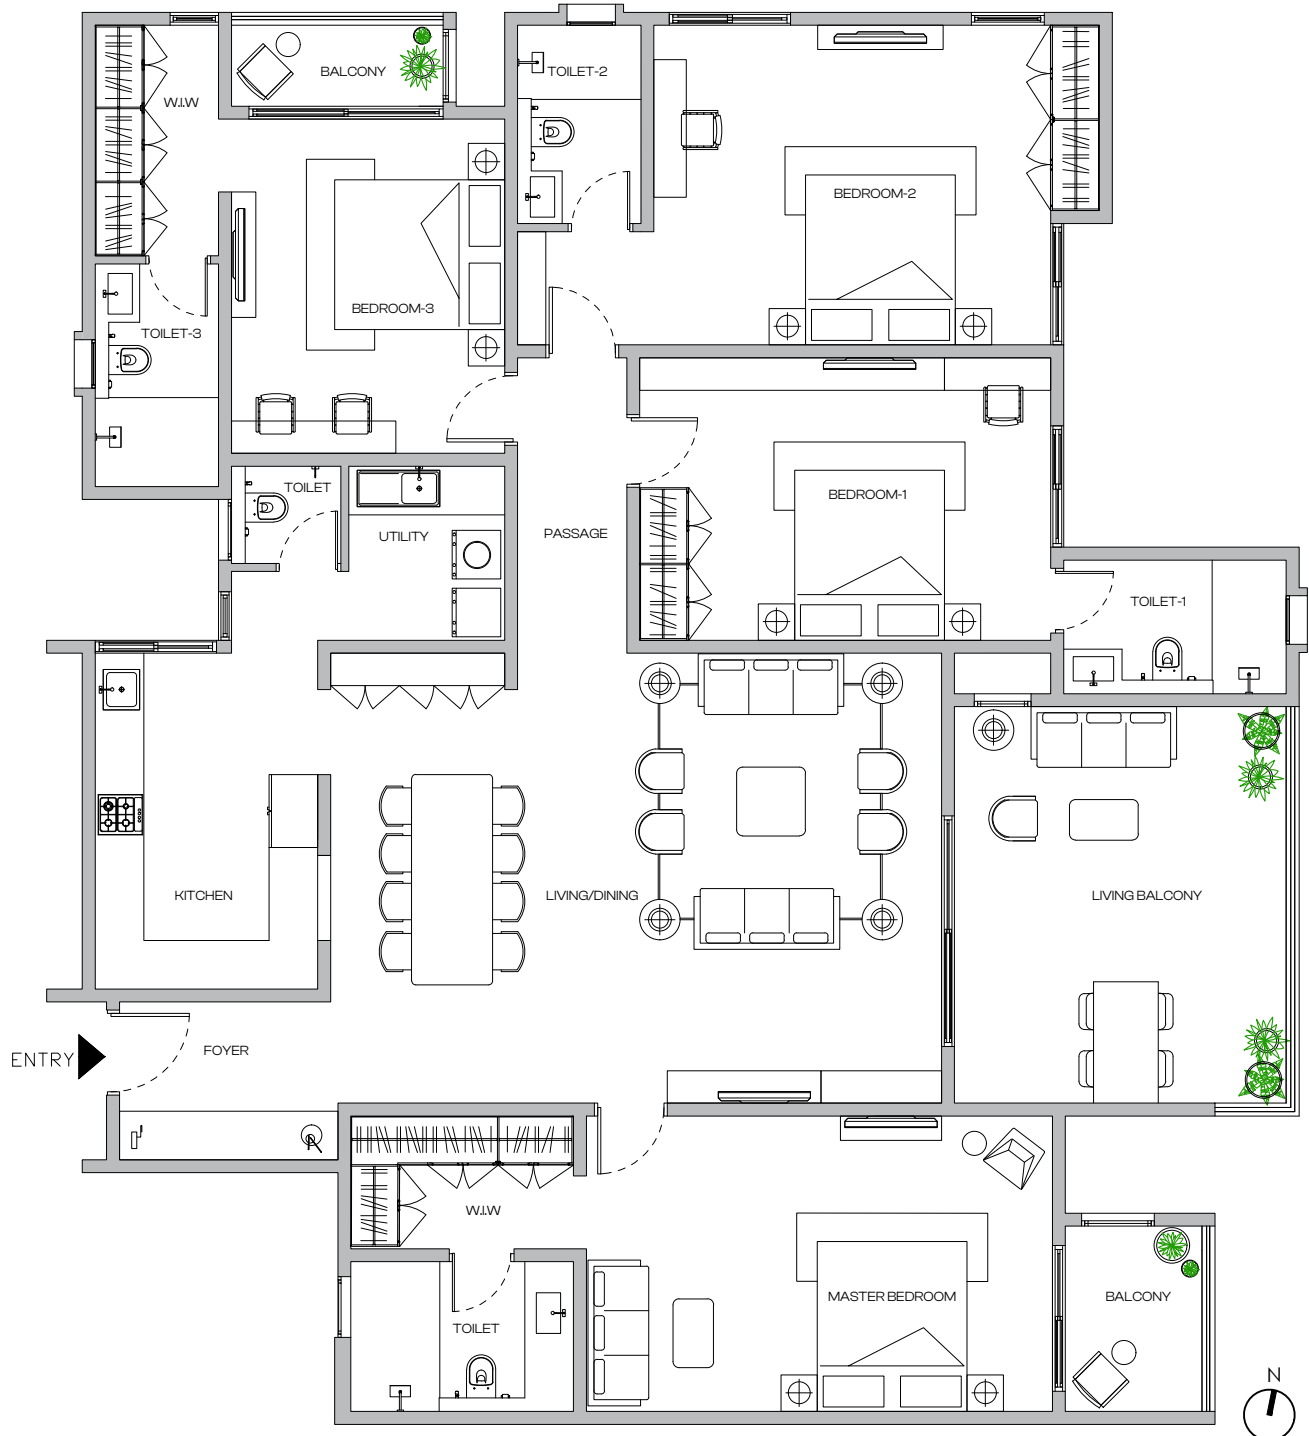 BALCONY
TOILET-2
W.I.W
BEDROOM-2
BEDROOM-3
TOILET-3
TOILET
BEDROOM-1
UTILITY
PASSAGE
TOILET-1
KITCHEN
LIVING/DINING
LIVING BALCONY
FOYER
ENTRY
W.I.W
MASTER BEDROOM
BALCONY
TOILET
N